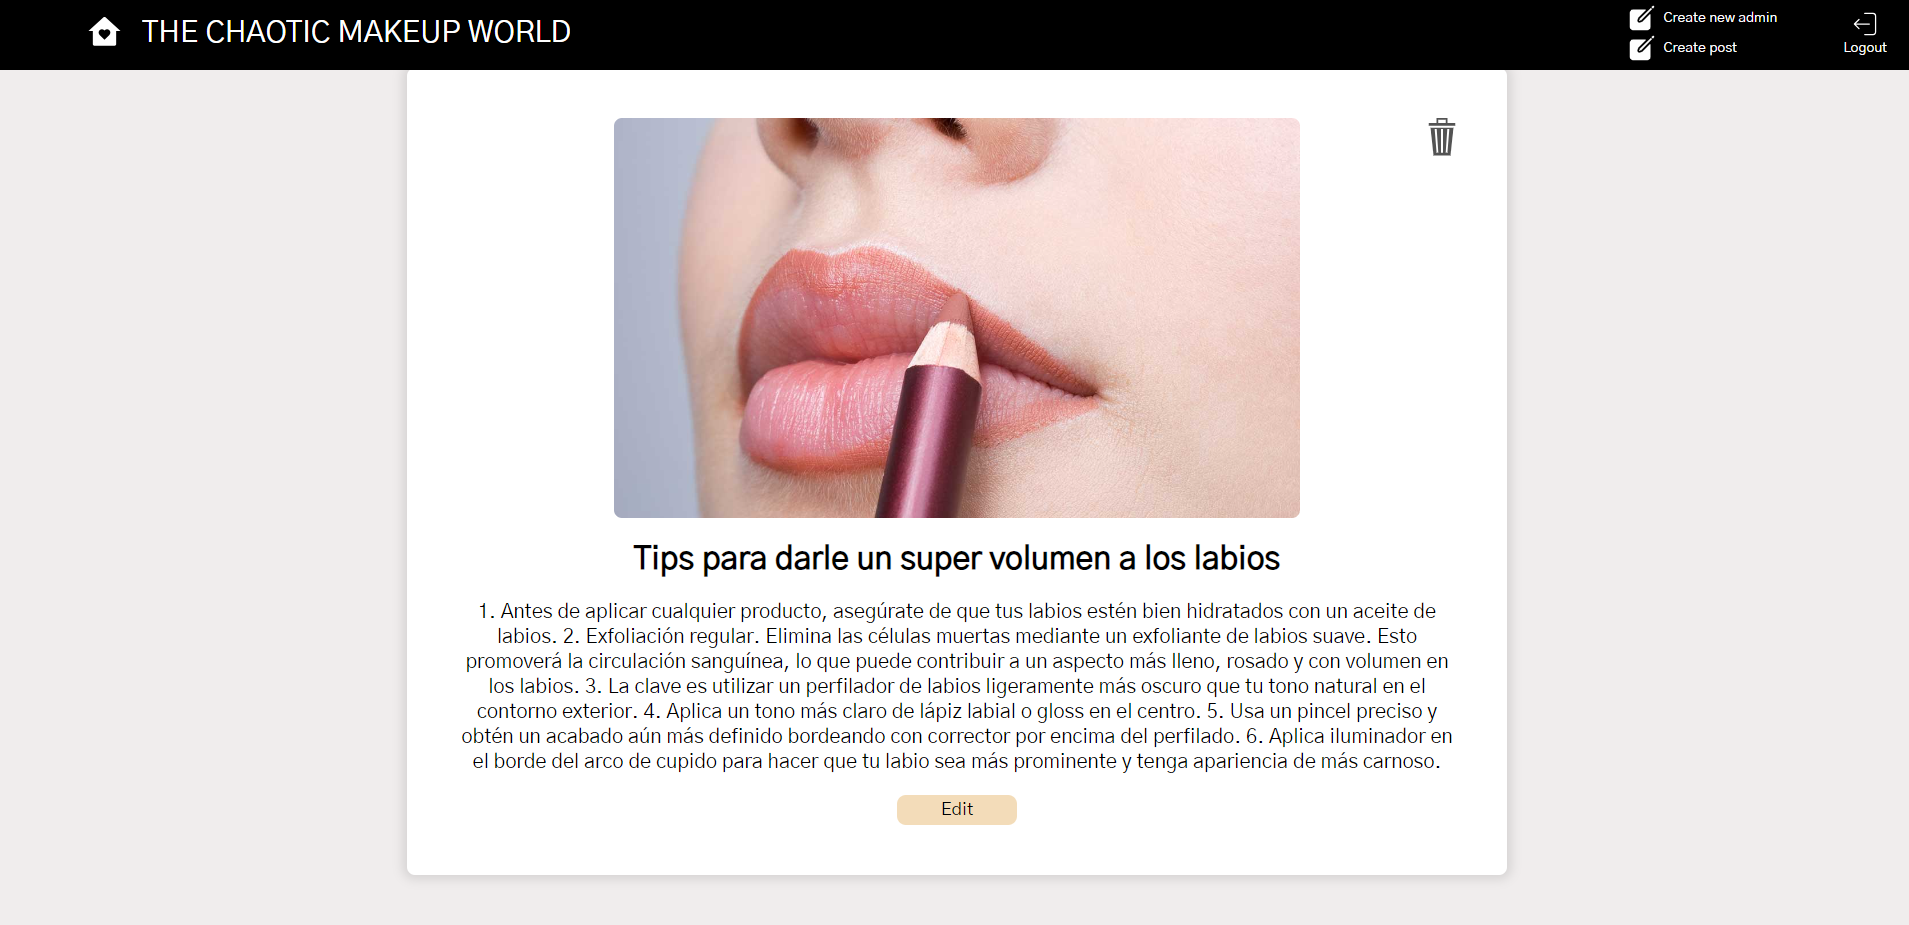 THE CHAOTIC MAKEUP WORLD
Create new admin
Create post
Logout
Tips para darle un super volumen a los labios
1. Antes de aplicar cualquier producto, asegúrate de que tus labios estén bien hidratados con un aceite de
labios. 2. Exfoliación regular. Elimina las células muertas mediante un exfoliante de labios suave. Esto
promoverá la circulación sanguínea, lo que puede contribuir a un aspecto más lleno, rosado y con volumen en
los labios. 3. La clave es utilizar un perfilador de labios ligeramente más oscuro que tu tono natural en el
contorno exterior. 4. Aplica un tono más claro de lápiz labial o gloss en el centro. 5. Usa un pincel preciso y
obtén un acabado aún más definido bordeando con corrector por encima del perfilado. 6. Aplica iluminador en
el borde del arco de cupido para hacer que tu labio sea más prominente y tenga apariencia de más carnoso.
Edit